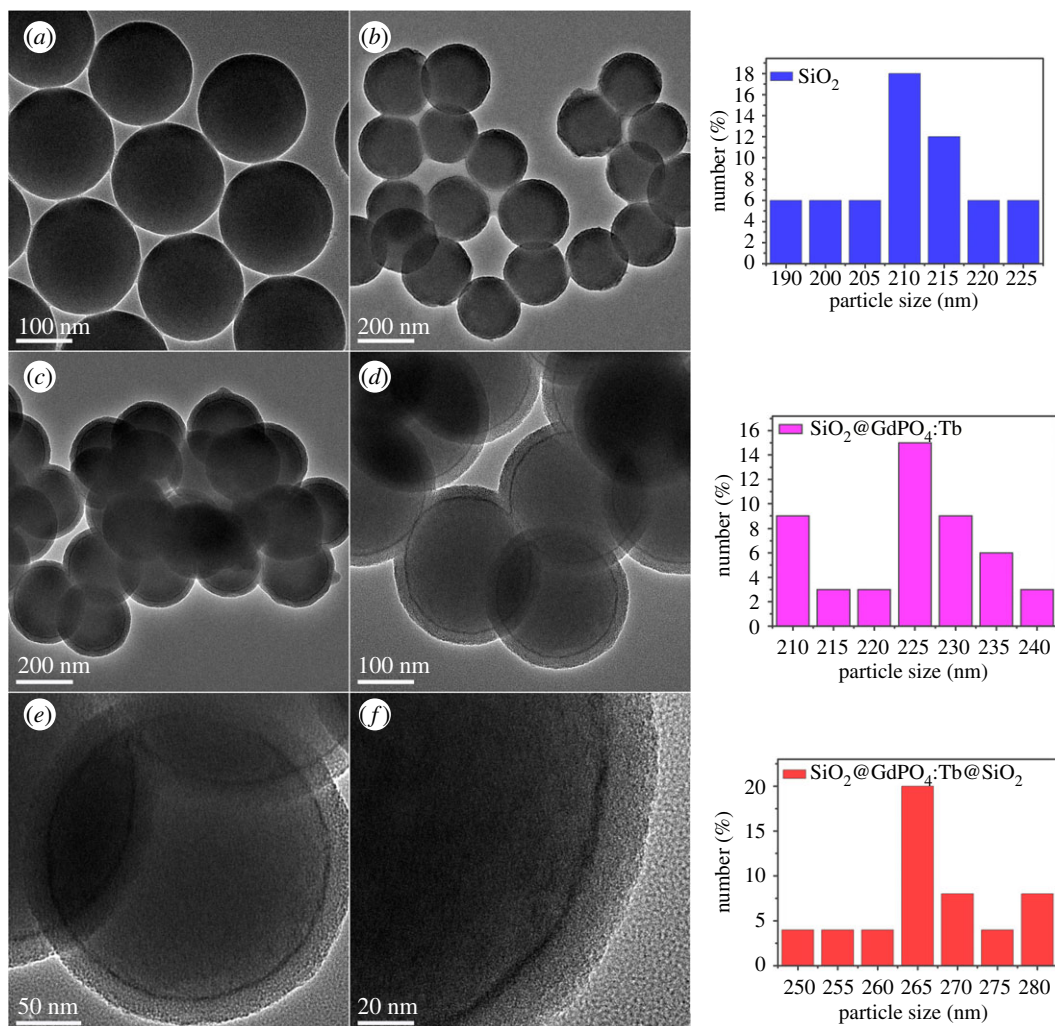 (a)
100 nm
(b)
200 nm
SiO2
number (%)
18
16
14
12
10
8
6
4
2
0
190 200 205 210 215 220 225
particle size (nm)
(c)
200 nm
(d)
100 nm
SiO2@GdPO4:Tb
number (%)
16
14
12
10
8
6
4
2
0
210 215 220 225 230 235 240
particle size (nm)
(e)
50 nm
(f)
20 nm
SiO2@GdPO4:Tb@SiO2
number (%)
20
15
10
5
0
250 255 260 265 270 275 280
particle size (nm)